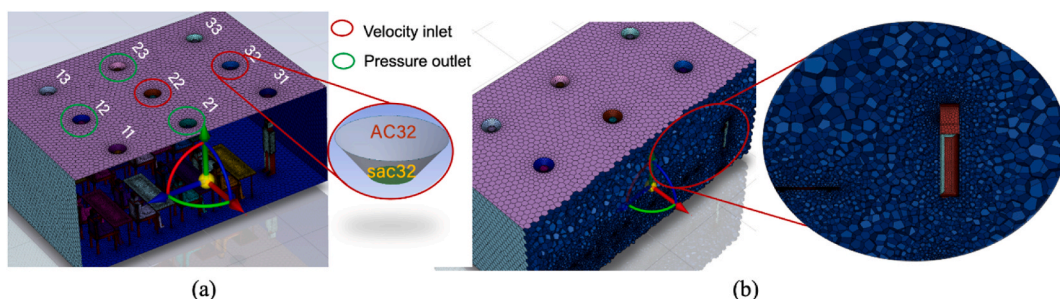 33
23
32
Velocity inlet
13
22
31
Pressure outlet
12
21
11
AC32
sac32
(a)
(b)